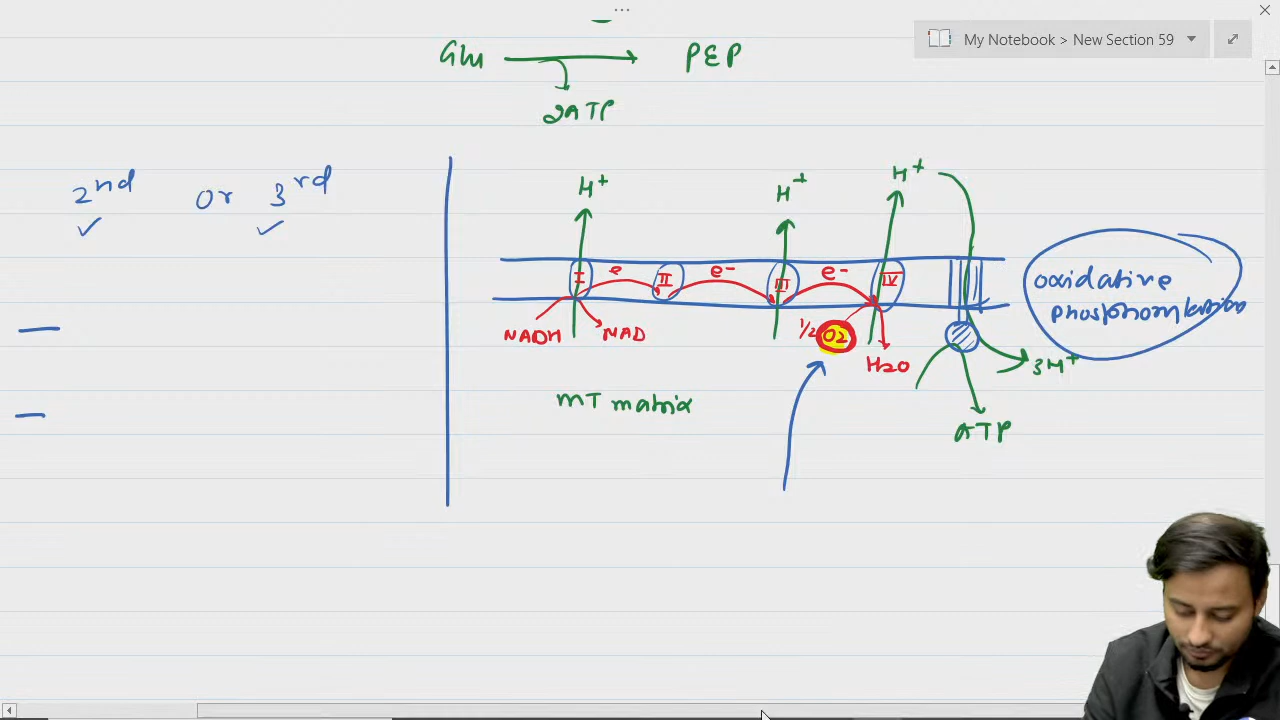 My Notebook > New Section 59
Glu → PEP
2ATP
2nd or 3rd
H+ H+ H+
I e II e- III e- IV
oxidative
phosphorylation
NADH NAD 1/2 O2
H2O 3H+
MT matrix
ATP